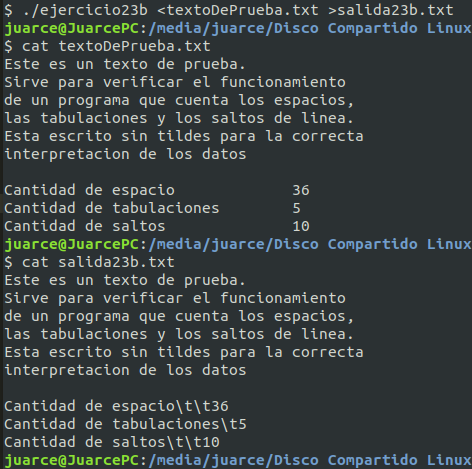 $ ./ejercicio23b <textoDePrueba.txt >salida23b.txt
juarce@JuarcePC:/media/juarce/Disco Compartido Linux
$ cat textoDePrueba.txt
Este es un texto de prueba.
Sirve para verificar el funcionamiento
de un programa que cuenta los espacios,
las tabulaciones y los saltos de linea.
Esta escrito sin tildes para la correcta
interpretacion de los datos

Cantidad de espacio		36
Cantidad de tabulaciones	5
Cantidad de saltos		10
juarce@JuarcePC:/media/juarce/Disco Compartido Linux
$ cat salida23b.txt
Este es un texto de prueba.
Sirve para verificar el funcionamiento
de un programa que cuenta los espacios,
las tabulaciones y los saltos de linea.
Esta escrito sin tildes para la correcta
interpretacion de los datos

Cantidad de espacio\t\t36
Cantidad de tabulaciones\t5
Cantidad de saltos\t\t10
juarce@JuarcePC:/media/juarce/Disco Compartido Linux